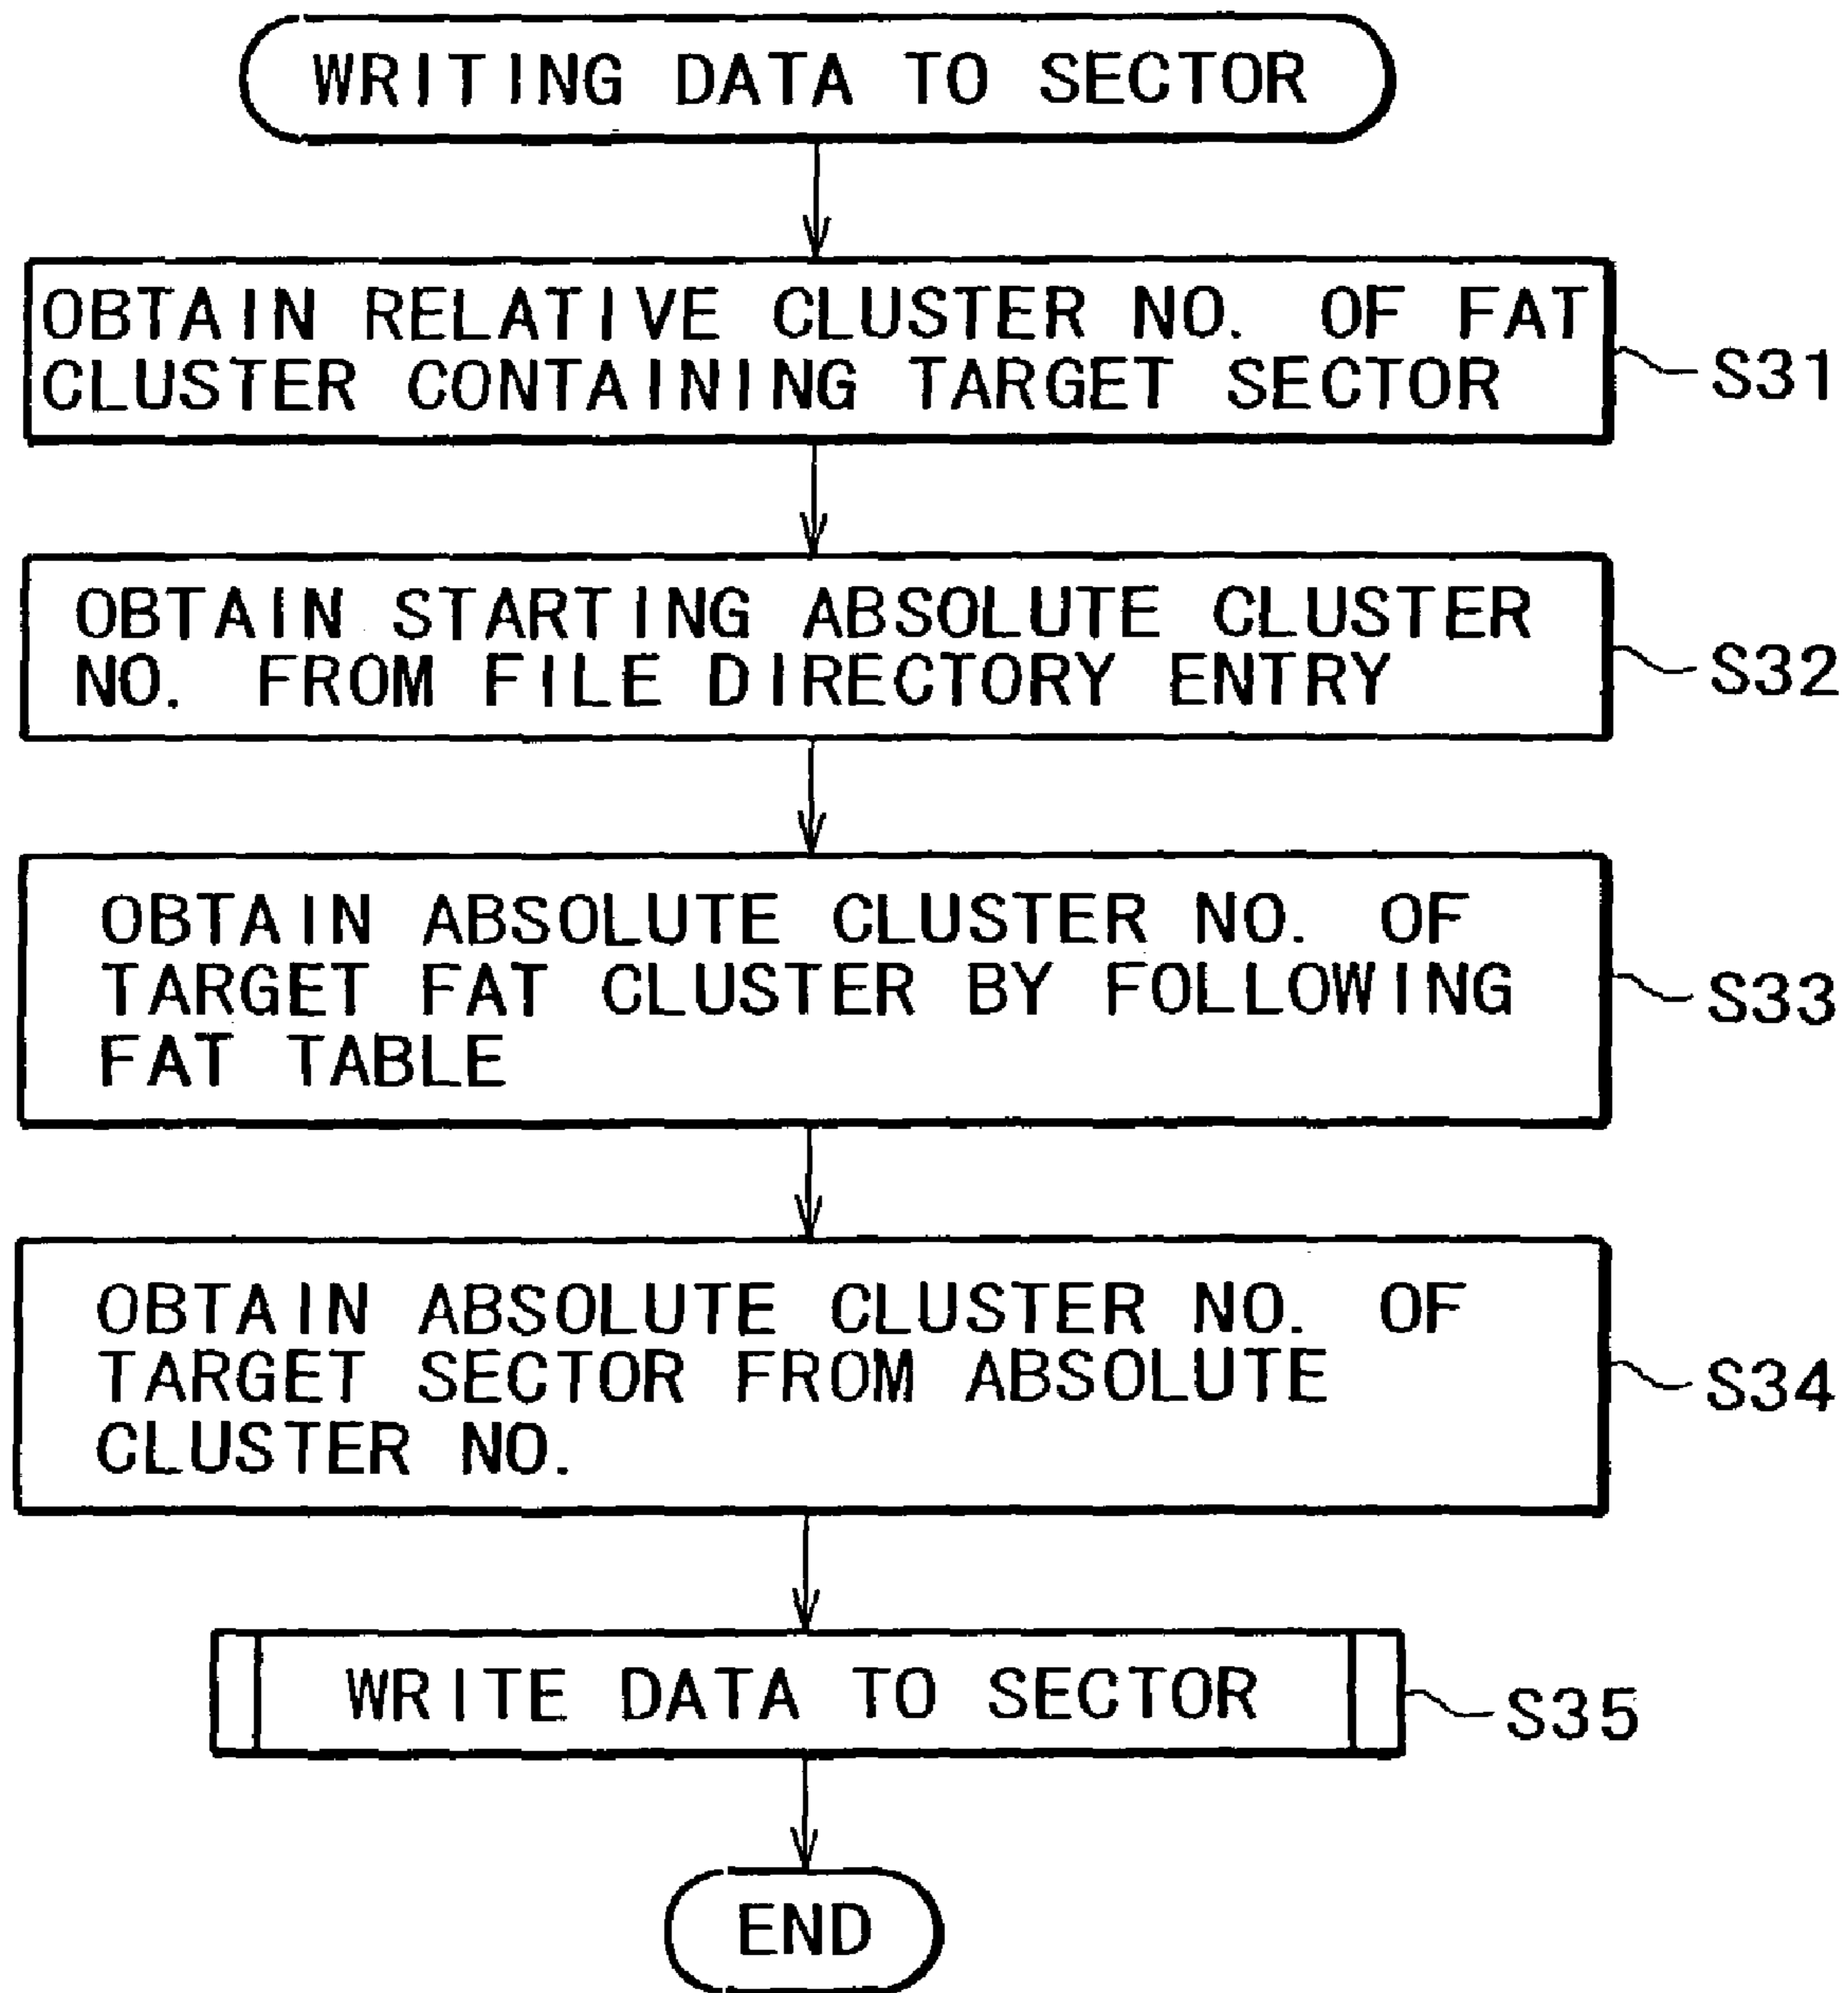 WRITING DATA TO SECTOR
OBTAIN RELATIVE CLUSTER NO. OF FAT
CLUSTER CONTAINING TARGET SECTOR
S31
OBTAIN STARTING ABSOLUTE CLUSTER
NO. FROM FILE DIRECTORY ENTRY
S32
OBTAIN ABSOLUTE CLUSTER NO. OF
TARGET FAT CLUSTER BY FOLLOWING
FAT TABLE
S33
OBTAIN ABSOLUTE CLUSTER NO. OF
TARGET SECTOR FROM ABSOLUTE
CLUSTER NO.
S34
WRITE DATA TO SECTOR
S35
END